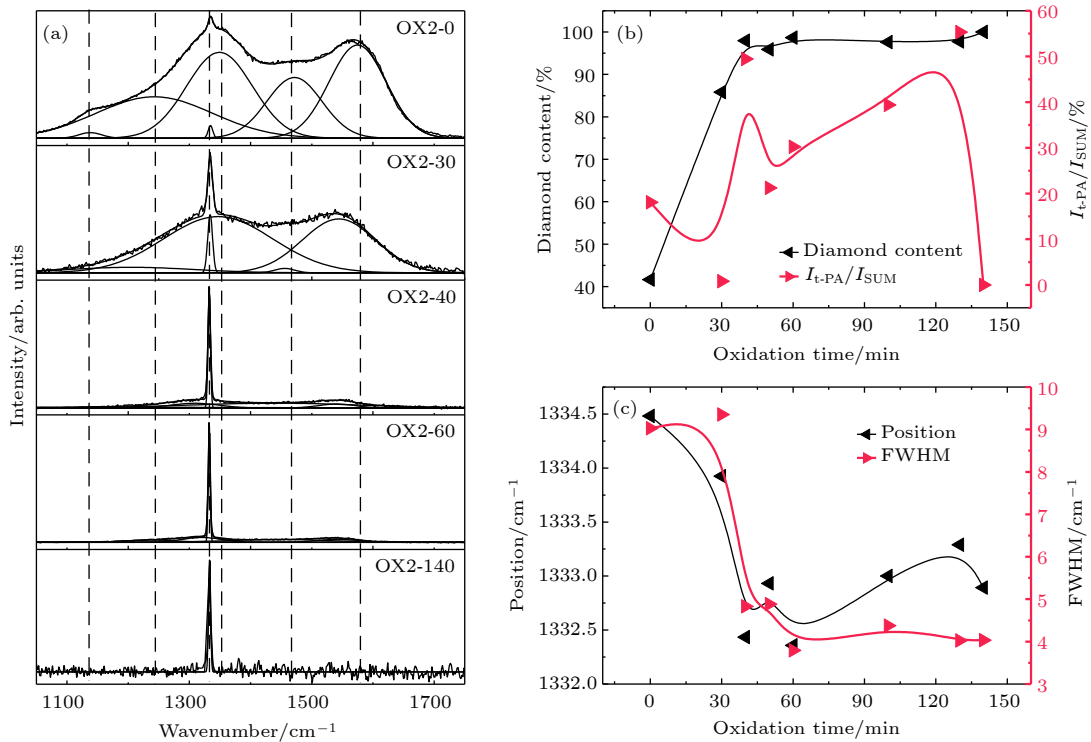 (a)
OX2-0
OX2-30
OX2-40
OX2-60
OX2-140
Intensity/arb. units
1100 1300 1500 1700
Wavenumber/cm⁻¹
(b)
100
90
80
70
60
50
40
Diamond content/%
60
50
40
30
20
10
0
I_t-PA/I_SUM/%
Diamond content
I_t-PA/I_SUM
0 30 60 90 120 150
Oxidation time/min
(c)
1334.5
1334.0
1333.5
1333.0
1332.5
1332.0
Position/cm⁻¹
10
9
8
7
6
5
4
3
FWHM/cm⁻¹
Position
FWHM
0 30 60 90 120 150
Oxidation time/min